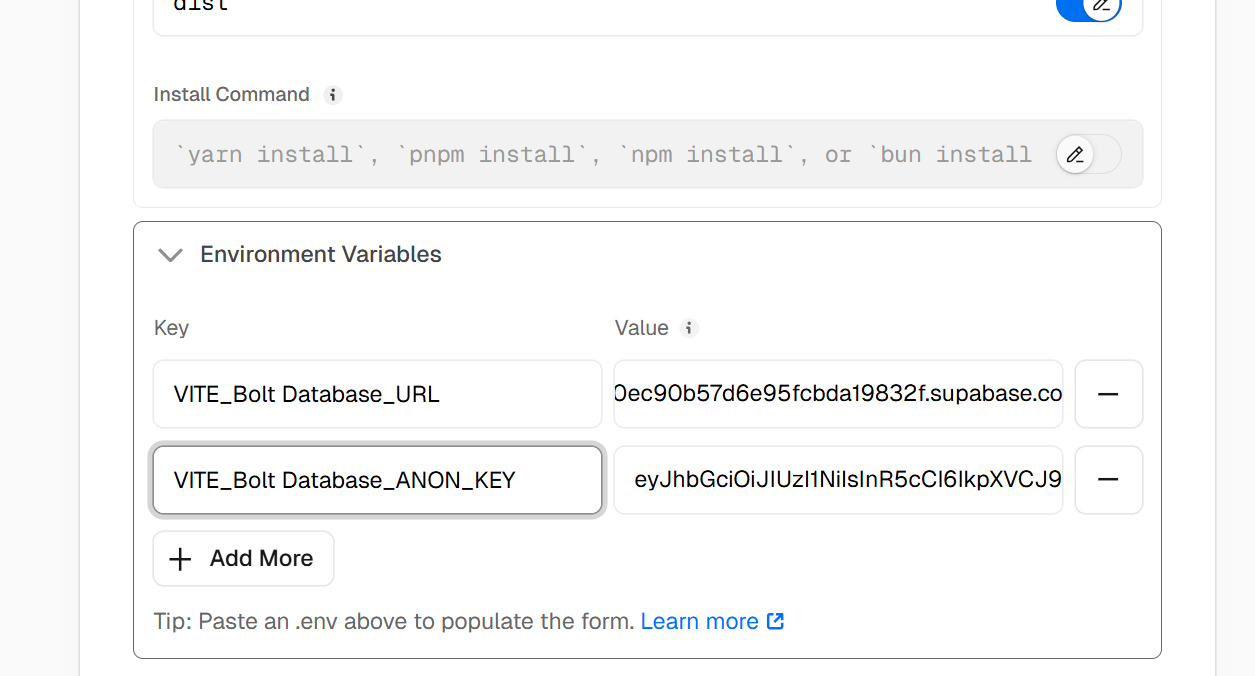 dist
Install Command
`yarn install`, `pnpm install`, `npm install`, or `bun install
Environment Variables
Key Value
VITE_Bolt Database_URL 0ec90b57d6e95fcbda19832f.supabase.co
VITE_Bolt Database_ANON_KEY eyJhbGciOiJIUzI1NiIsInR5cCI6IkpXVCJ9
Add More
Tip: Paste an .env above to populate the form. Learn more